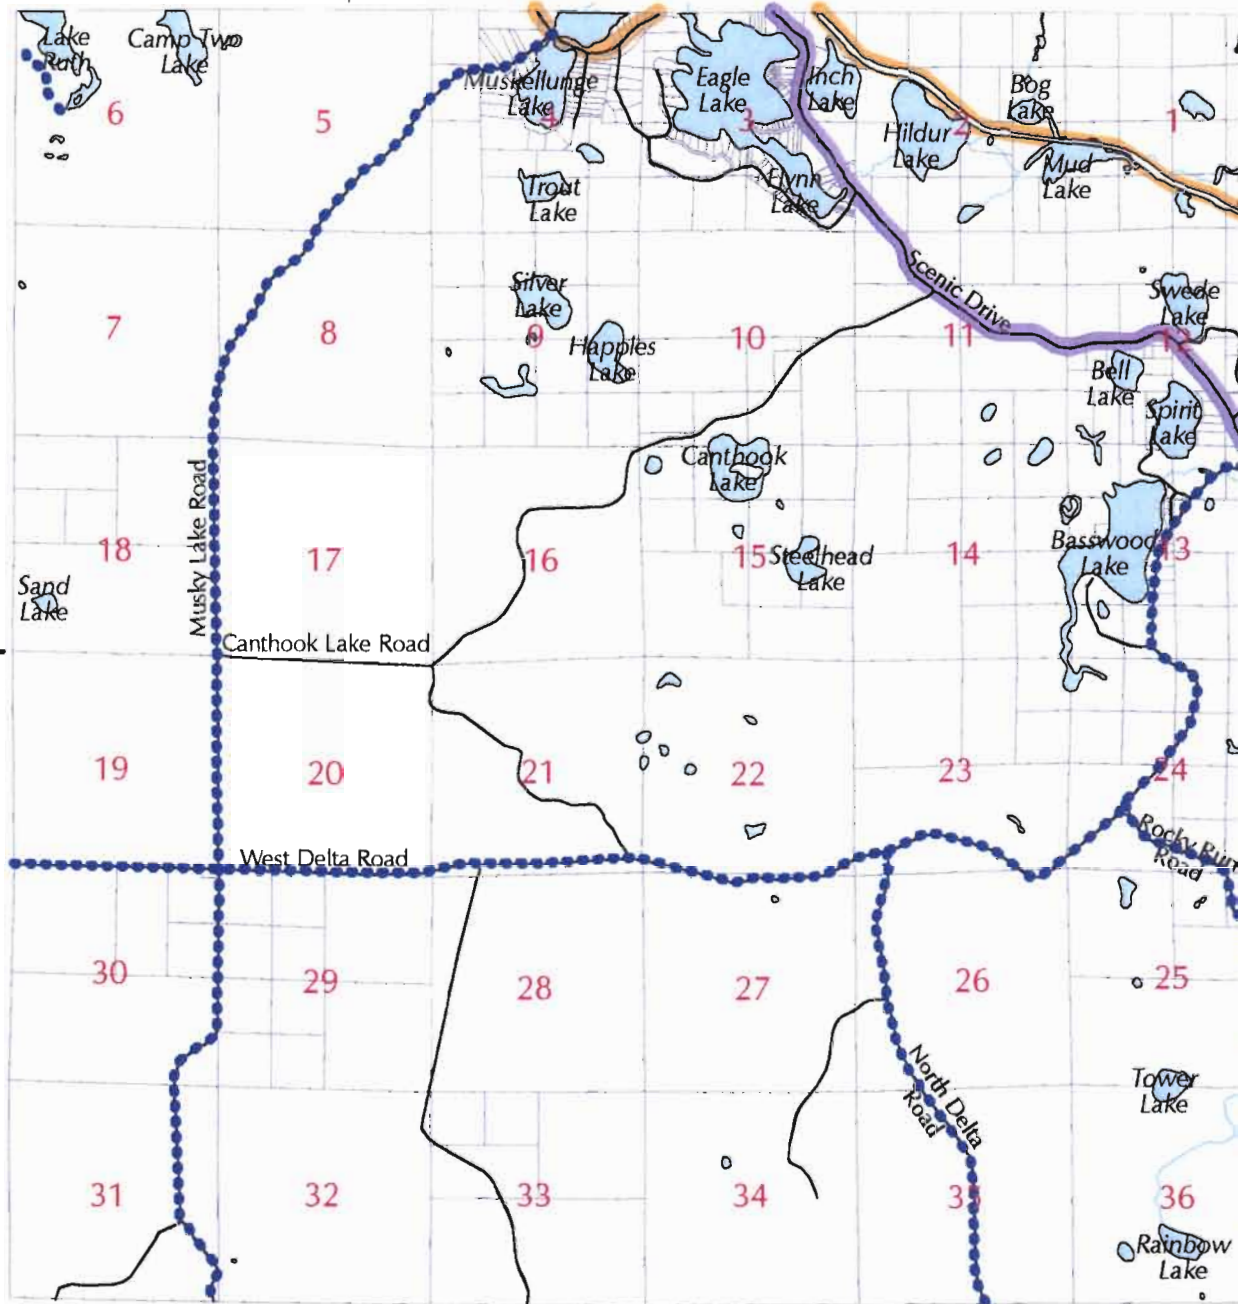 Lake
Ruth
Camp Two
Lake
Muskellunge
Lake
Eagle
Lake
Inch
Lake
Bog
Lake
Hildur
Lake
Mud
Lake
6
5
4
3
2
1
Trout
Lake
Flynn
Lake
Scenic Drive
Silver
Lake
Swede
Lake
7
8
9
10
11
12
Happles
Lake
Bell
Lake
Spirit
Lake
Canthook
Lake
Musky Lake Road
18
17
16
15
14
13
Steelhead
Lake
Basswood
Lake
Sand
Lake
Canthook Lake Road
19
20
21
22
23
24
West Delta Road
Rocky Run
Road
30
29
28
27
26
25
North Delta
Road
Tower
Lake
31
32
33
34
35
36
Rainbow
Lake